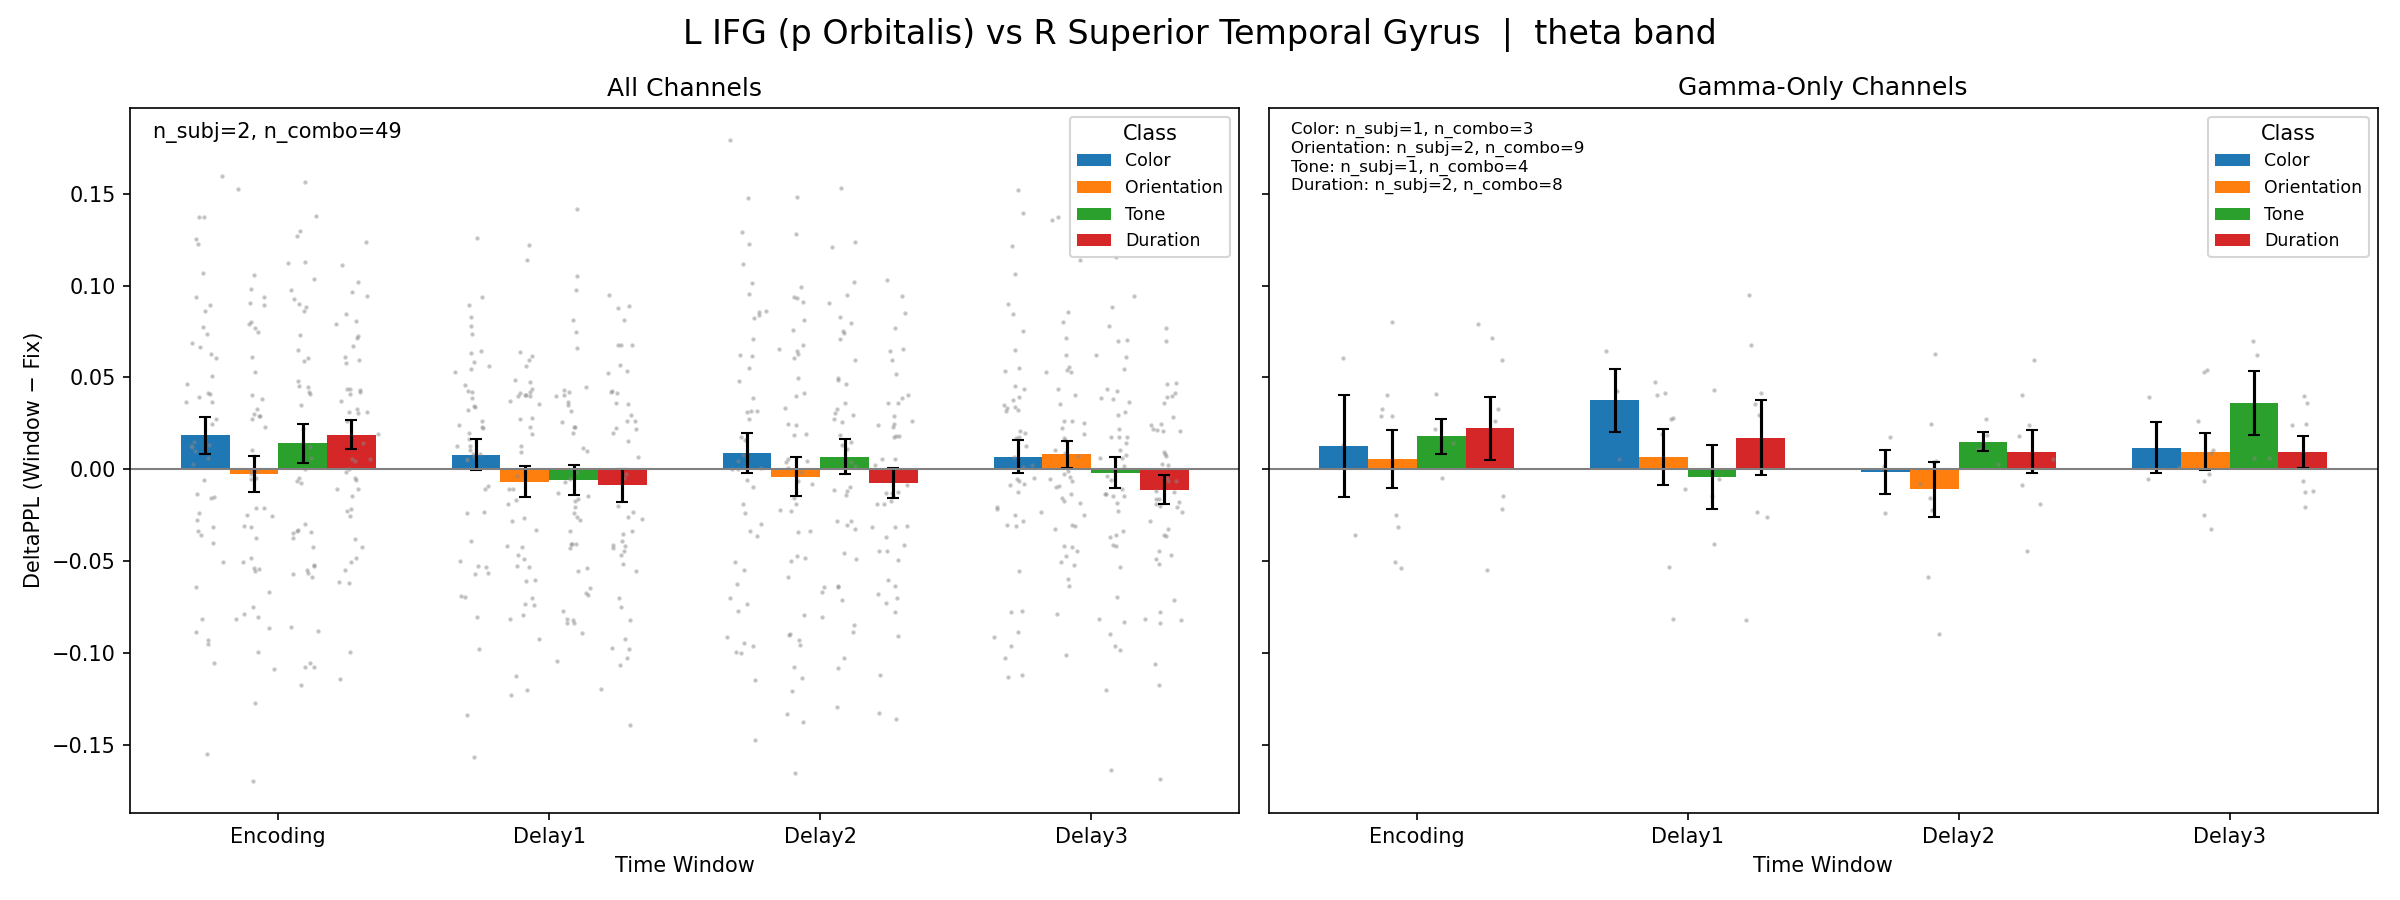 L IFG (p Orbitalis) vs R Superior Temporal Gyrus | theta band
All Channels
n_subj=2, n_combo=49
Class
Color
Orientation
Tone
Duration
DeltaPPL (Window − Fix)
0.15
0.10
0.05
0.00
−0.05
−0.10
−0.15
Encoding
Delay1
Delay2
Delay3
Time Window
Gamma-Only Channels
Color: n_subj=1, n_combo=3
Orientation: n_subj=2, n_combo=9
Tone: n_subj=1, n_combo=4
Duration: n_subj=2, n_combo=8
Class
Color
Orientation
Tone
Duration
Encoding
Delay1
Delay2
Delay3
Time Window